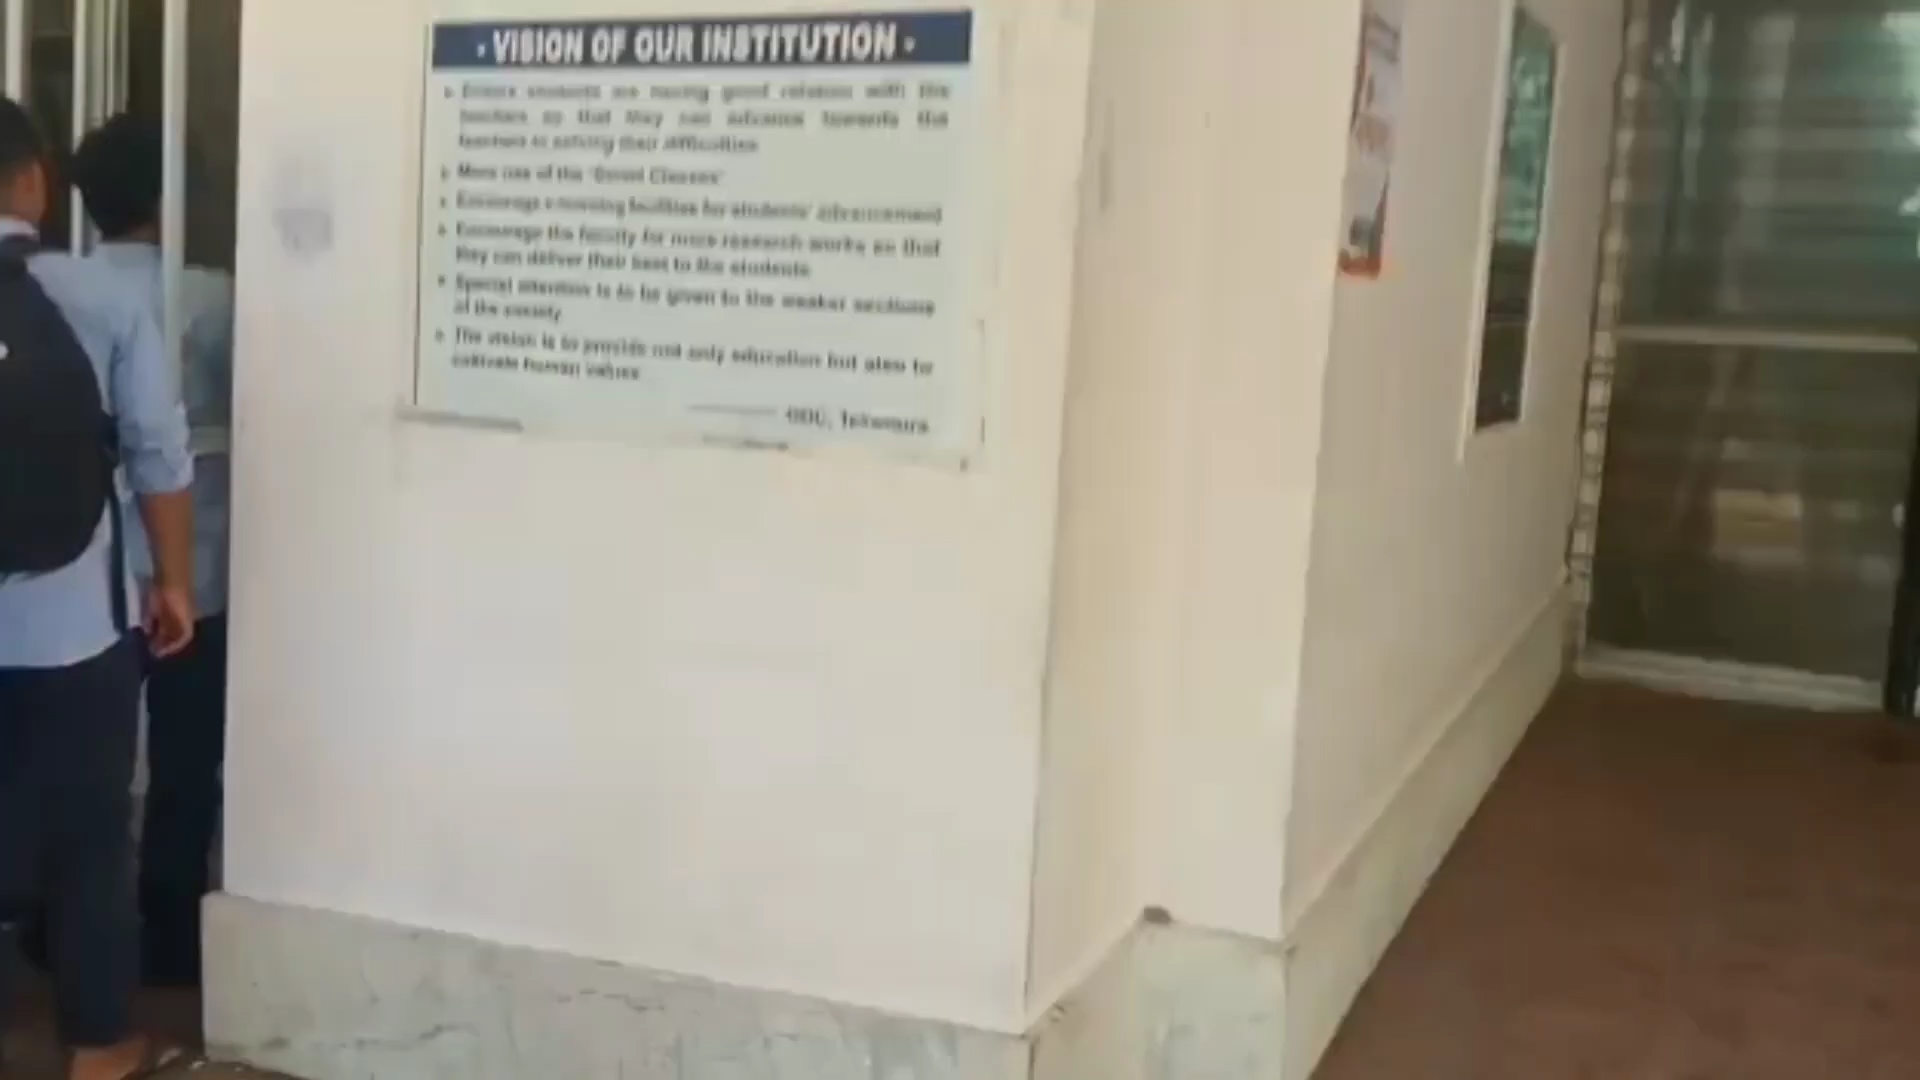 • VISION OF OUR INSTITUTION •
Ensure students are having good relation with the
teachers so that they can advance towards the
teachers in solving their difficulties
More use of the "Smart Classes"
Encourage e-learning facilities for students' advancement
Encourage the faculty for more research works so that
they can deliver their best to the students
Special attention is to be given to the weaker sections
of the society
The vision is to provide not only education but also to
cultivate human values